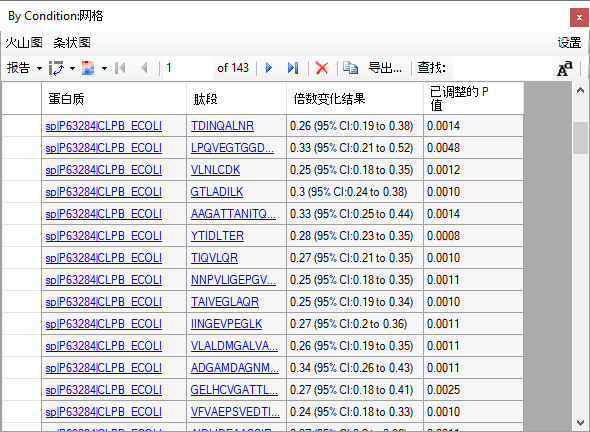 By Condition:网格
x
火山图 条状图 设置
报告 1 of 143 导出... 查找: Aa
蛋白质 肽段 倍数变化结果 已调整的 P
值
sp|P63284|CLPB_ECOLI TDINQALNR 0.26 (95% CI:0.19 to 0.38) 0.0014
sp|P63284|CLPB_ECOLI LPQVEGTGGD... 0.33 (95% CI:0.21 to 0.52) 0.0048
sp|P63284|CLPB_ECOLI VLNLCDK 0.25 (95% CI:0.18 to 0.35) 0.0012
sp|P63284|CLPB_ECOLI GTLADILK 0.3 (95% CI:0.24 to 0.38) 0.0010
sp|P63284|CLPB_ECOLI AAGATTANITQ... 0.33 (95% CI:0.25 to 0.44) 0.0014
sp|P63284|CLPB_ECOLI YTIDLTER 0.28 (95% CI:0.23 to 0.35) 0.0008
sp|P63284|CLPB_ECOLI TIQVLQR 0.27 (95% CI:0.21 to 0.35) 0.0010
sp|P63284|CLPB_ECOLI NNPVLIGEPGV... 0.25 (95% CI:0.18 to 0.35) 0.0011
sp|P63284|CLPB_ECOLI TAIVEGLAQR 0.25 (95% CI:0.19 to 0.34) 0.0010
sp|P63284|CLPB_ECOLI IINGEVPEGLK 0.27 (95% CI:0.2 to 0.36) 0.0011
sp|P63284|CLPB_ECOLI VLALDMGALVA... 0.26 (95% CI:0.19 to 0.35) 0.0011
sp|P63284|CLPB_ECOLI ADGAMDAGNM... 0.34 (95% CI:0.26 to 0.43) 0.0011
sp|P63284|CLPB_ECOLI GELHCVGATTL... 0.27 (95% CI:0.18 to 0.41) 0.0025
sp|P63284|CLPB_ECOLI VFVAEPSVEDTI... 0.24 (95% CI:0.18 to 0.33) 0.0010